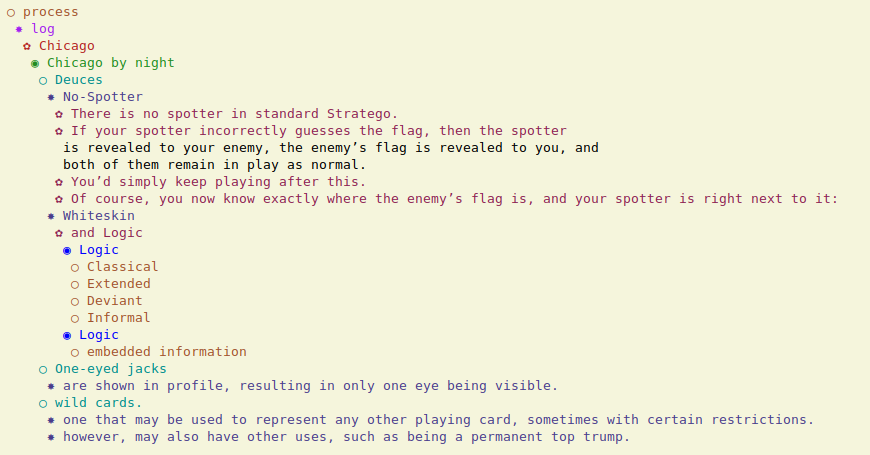 ○ process
✸ log
✿ Chicago
◉ Chicago by night
○ Deuces
✸ No-Spotter
✿ There is no spotter in standard Stratego.
✿ If your spotter incorrectly guesses the flag, then the spotter
is revealed to your enemy, the enemy’s flag is revealed to you, and
both of them remain in play as normal.
✿ You’d simply keep playing after this.
✿ Of course, you now know exactly where the enemy’s flag is, and your spotter is right next to it:
✸ Whiteskin
✿ and Logic
◉ Logic
○ Classical
○ Extended
○ Deviant
○ Informal
◉ Logic
○ embedded information
○ One-eyed jacks
✸ are shown in profile, resulting in only one eye being visible.
○ wild cards.
✸ one that may be used to represent any other playing card, sometimes with certain restrictions.
✸ however, may also have other uses, such as being a permanent top trump.